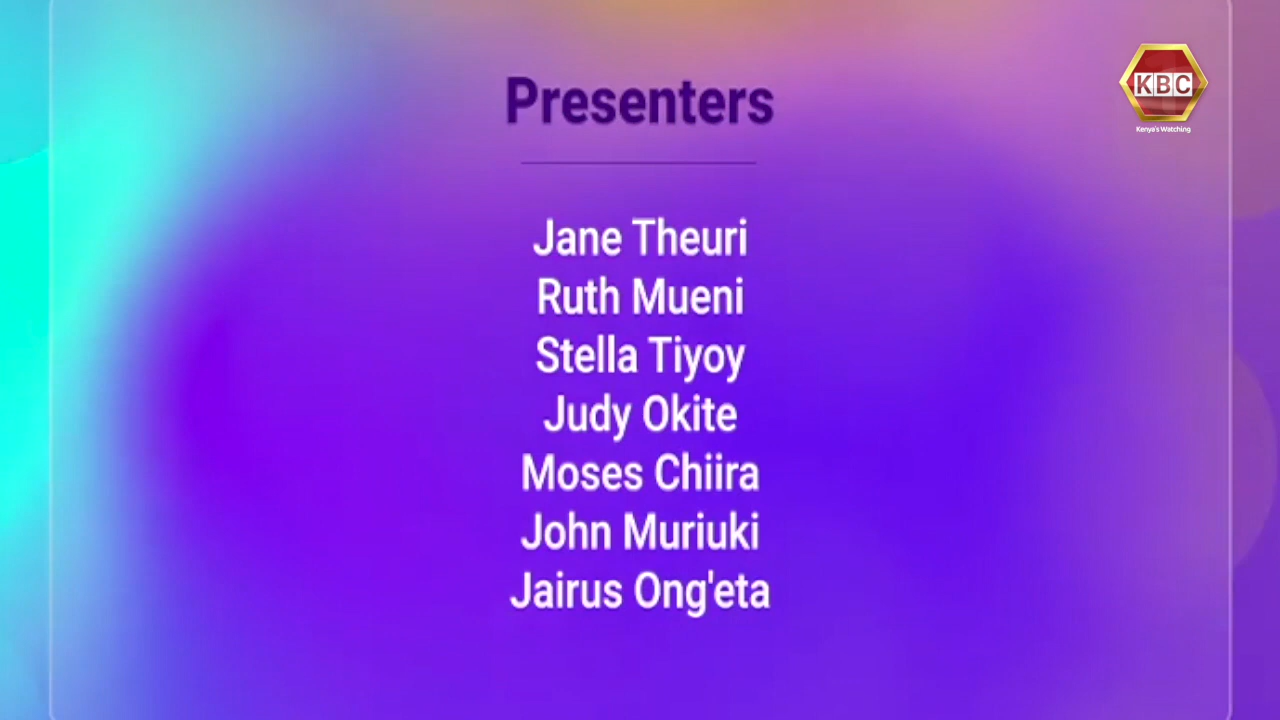 Presenters
KBC
Kenya's Watching
Jane Theuri
Ruth Mueni
Stella Tiyoy
Judy Okite
Moses Chiira
John Muriuki
Jairus Ong'eta